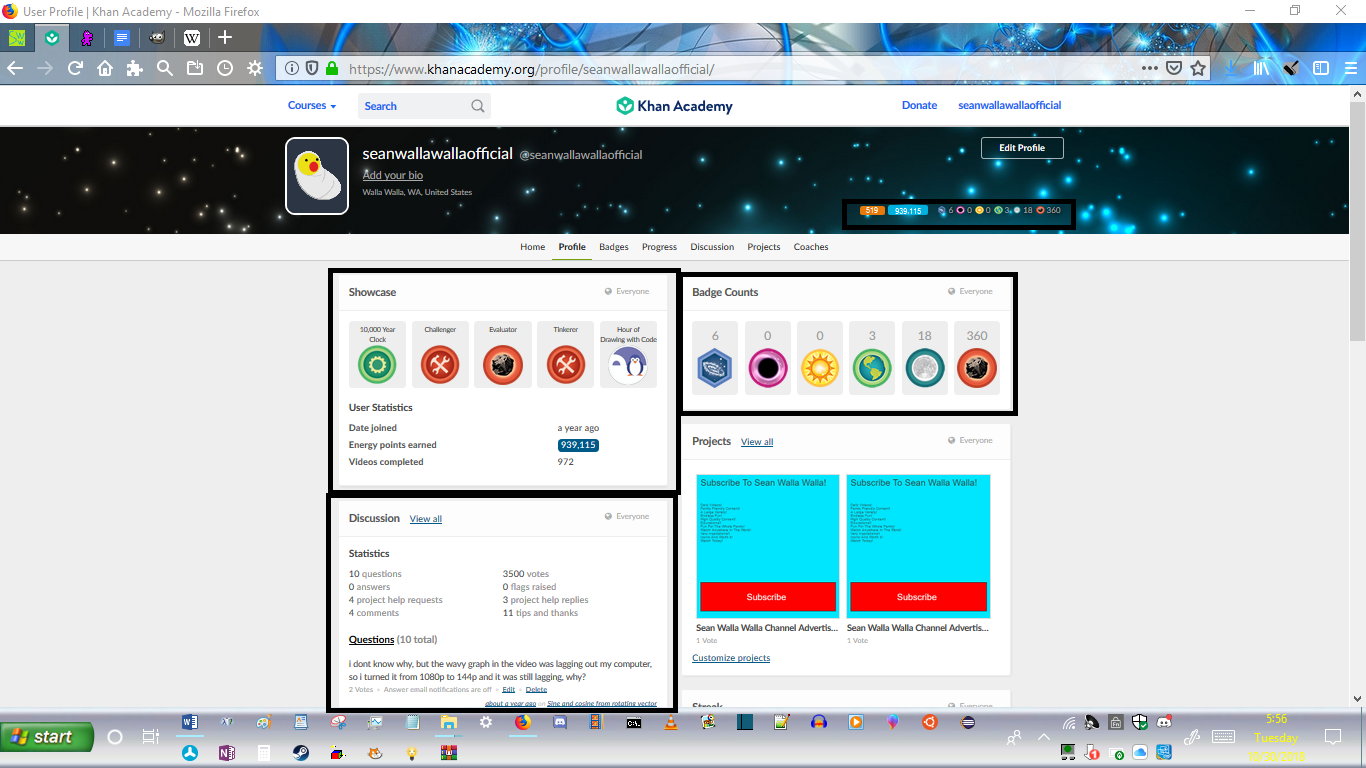 User Profile | Khan Academy - Mozilla Firefox
https://www.khanacademy.org/profile/seanwallawallaofficial/
Courses
Search
Khan Academy
Donate
seanwallawallaofficial
seanwallawallaofficial @seanwallawallaofficial
Edit Profile
Add your bio
Walla Walla, WA, United States
519 939,115 6 0 0 3 18 360
Home Profile Badges Progress Discussion Projects Coaches
Showcase Everyone
10,000 Year Clock
Challenger
Evaluator
Tinkerer
Hour of Drawing with Code
User Statistics
Date joined a year ago
Energy points earned 939,115
Videos completed 972
Badge Counts Everyone
6 0 0 3 18 360
Discussion View all Everyone
Statistics
10 questions 3500 votes
0 answers 0 flags raised
4 project help requests 3 project help replies
4 comments 11 tips and thanks
Questions (10 total)
i dont know why, but the wavy graph in the video was lagging out my computer,
so i turned it from 1080p to 144p and it was still lagging, why?
2 Votes • Answer email notifications are off • Edit • Delete
about a year ago on Sine and cosine from rotating vector
Projects View all Everyone
Subscribe To Sean Walla Walla!
Subscribe
Sean Walla Walla Channel Advertis...
1 Vote
Subscribe To Sean Walla Walla!
Subscribe
Sean Walla Walla Channel Advertis...
1 Vote
Customize projects
Streak Everyone
start
5:56
Tuesday